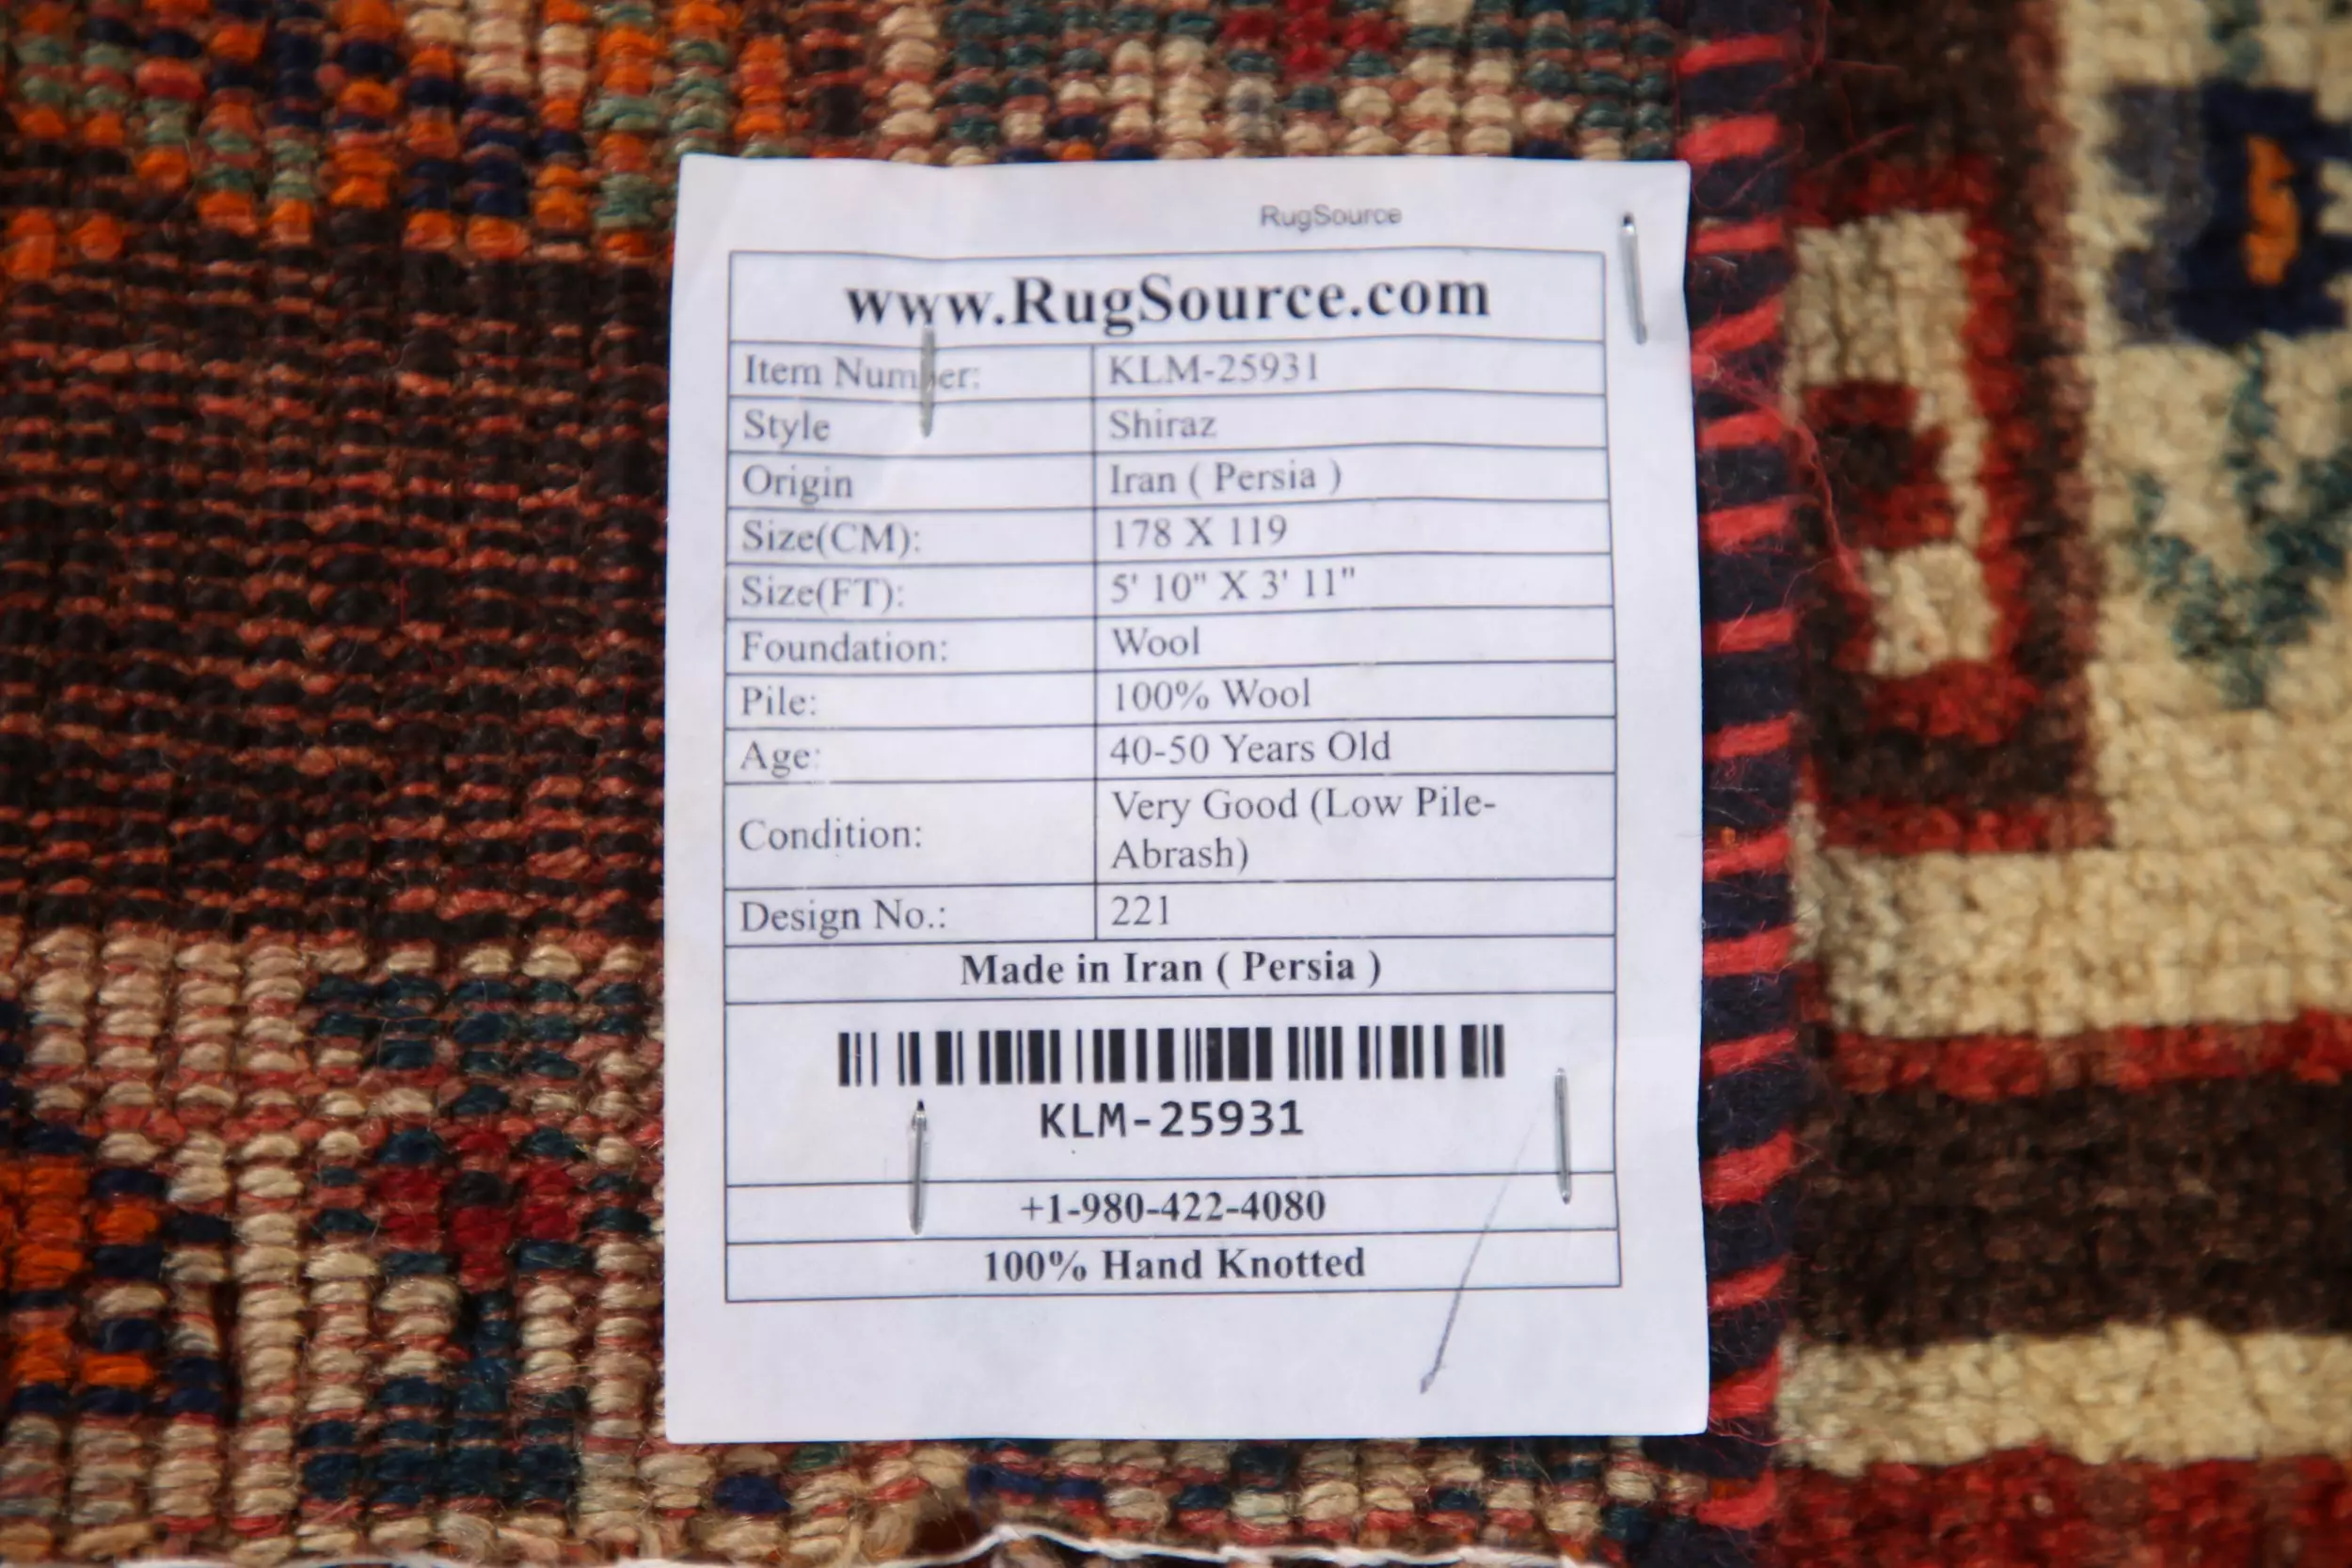 RugSource
www.RugSource.com
Item Number: KLM-25931
Style Shiraz
Origin Iran ( Persia )
Size(CM): 178 X 119
Size(FT): 5' 10" X 3' 11"
Foundation: Wool
Pile: 100% Wool
Age: 40-50 Years Old
Condition: Very Good (Low Pile-
Abrash)
Design No.: 221
Made in Iran ( Persia )
KLM-25931
+1-980-422-4080
100% Hand Knotted